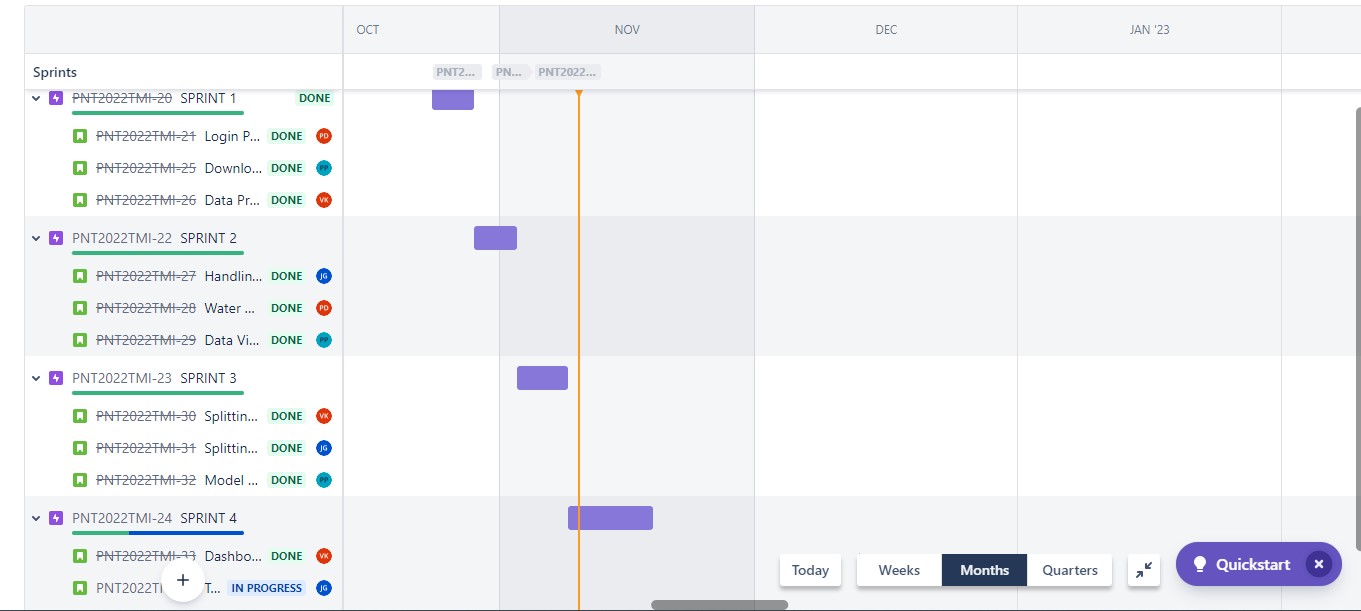 OCT NOV DEC JAN '23
Sprints PNT2... PN... PNT2022...
PNT2022TMI-20 SPRINT 1 DONE
PNT2022TMI-21 Login P... DONE PD
PNT2022TMI-25 Downlo... DONE PP
PNT2022TMI-26 Data Pr... DONE VK
PNT2022TMI-22 SPRINT 2
PNT2022TMI-27 Handlin... DONE JG
PNT2022TMI-28 Water ... DONE PD
PNT2022TMI-29 Data Vi... DONE PP
PNT2022TMI-23 SPRINT 3
PNT2022TMI-30 Splittin... DONE VK
PNT2022TMI-31 Splittin... DONE JG
PNT2022TMI-32 Model ... DONE PP
PNT2022TMI-24 SPRINT 4
PNT2022TMI-33 Dashbo... DONE VK
PNT2022TI T... IN PROGRESS JG
Today Weeks Months Quarters Quickstart